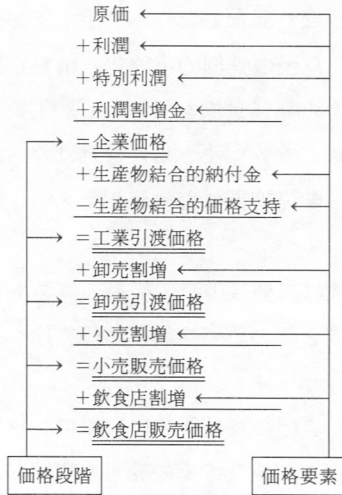 原価
+利潤
+特別利潤
+利潤割増金
=企業価格
+生産物結合的納付金
−生産物結合的価格支持
=工業引渡価格
+卸売割増
=卸売引渡価格
+小売割増
=小売販売価格
+飲食店割増
=飲食店販売価格
価格段階 価格要素